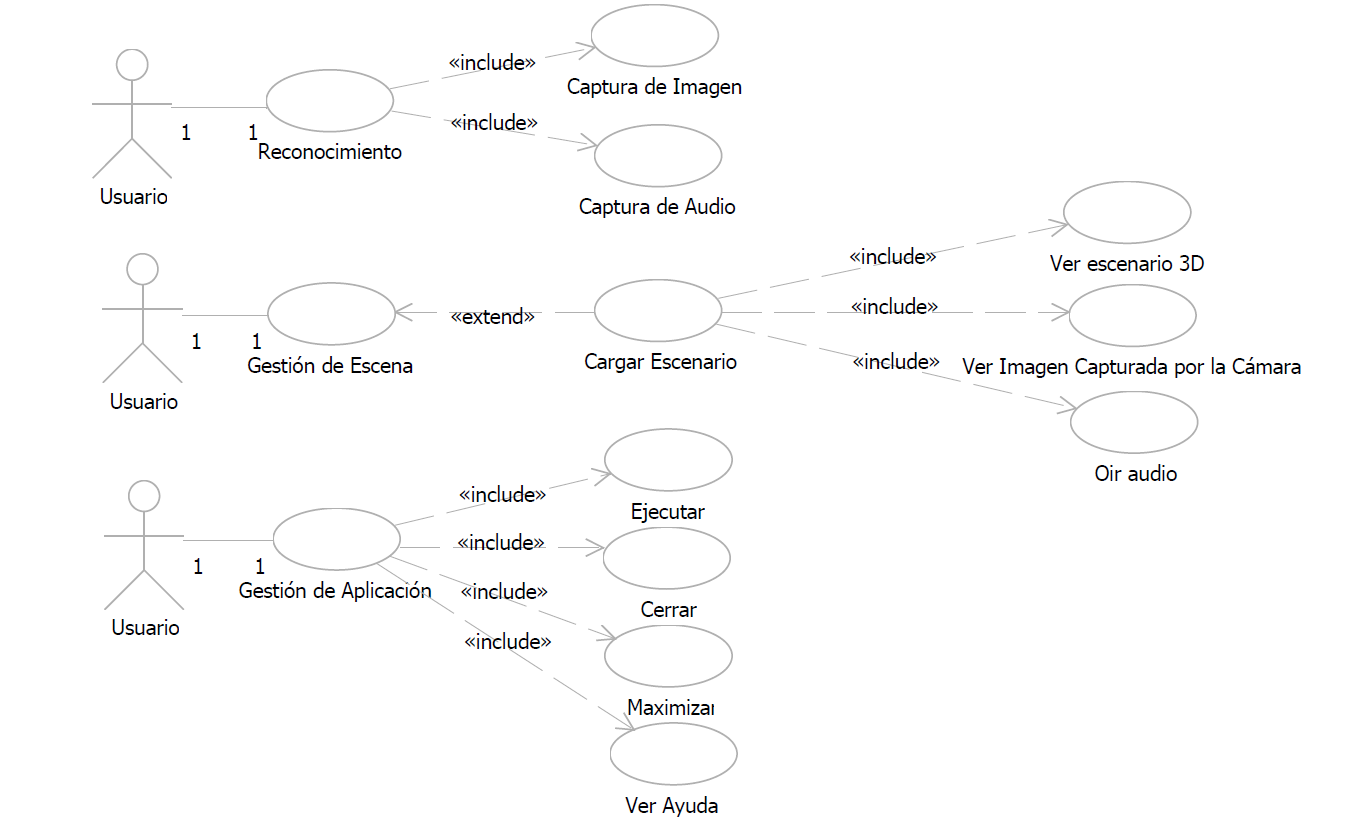 «include»
Captura de Imagen
1
1
«include»
Reconocimiento
Usuario
Captura de Audio
«include»
Ver escenario 3D
«include»
«extend»
1
1
Gestión de Escena
Cargar Escenario
«include»
Ver Imagen Capturada por la Cámara
Usuario
Oir audio
«include»
Ejecutar
«include»
1
1
Gestión de Aplicación
«include»
Cerrar
Usuario
«include»
Maximizar
Ver Ayuda